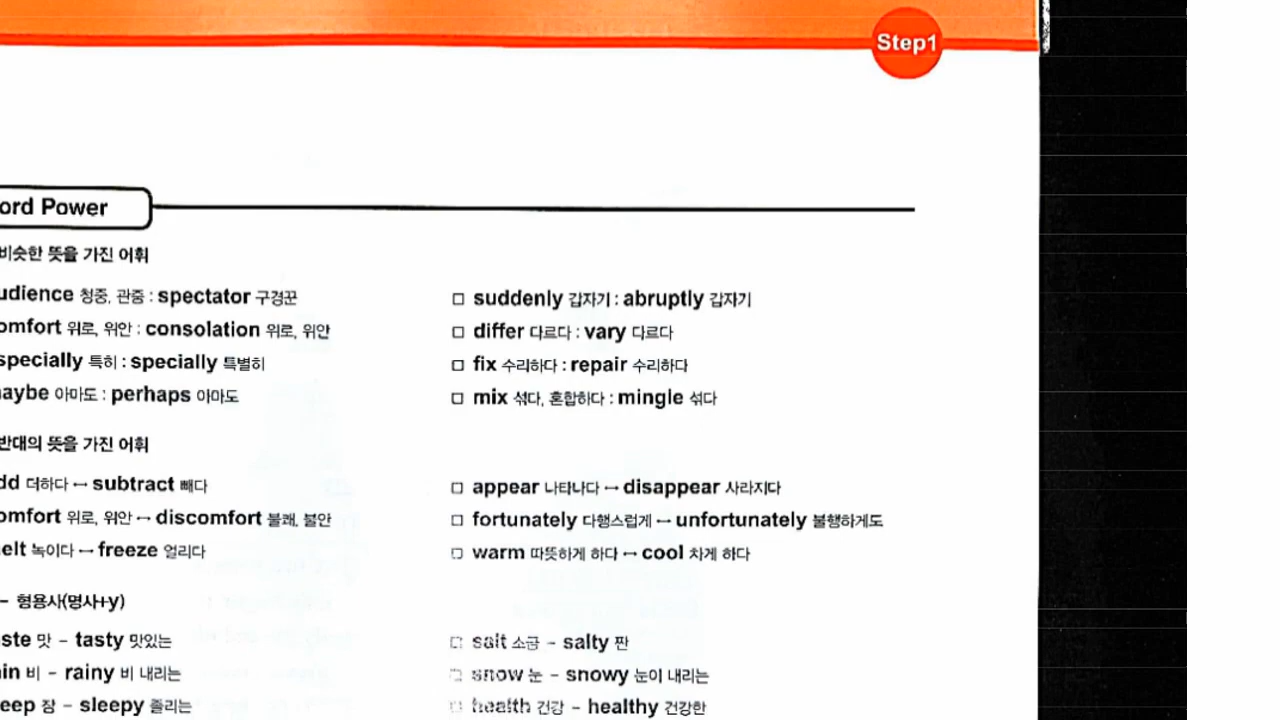 Step1
ord Power
비슷한 뜻을 가진 어휘
udience 청중, 관중 : spectator 구경꾼
omfort 위로, 위안 : consolation 위로, 위안
specially 특히 : specially 특별히
aybe 아마도 : perhaps 아마도
suddenly 갑자기 : abruptly 갑자기
differ 다르다 : vary 다르다
fix 수리하다 : repair 수리하다
mix 섞다, 혼합하다 : mingle 섞다
반대의 뜻을 가진 어휘
dd 더하다 ↔ subtract 빼다
omfort 위로, 위안 ↔ discomfort 불쾌, 불안
elt 녹이다 ↔ freeze 얼리다
appear 나타나다 ↔ disappear 사라지다
fortunately 다행스럽게 ↔ unfortunately 불행하게도
warm 따뜻하게 하다 ↔ cool 차게 하다
– 형용사(명사+y)
ste 맛 – tasty 맛있는
in 비 – rainy 비 내리는
eep 잠 – sleepy 졸리는
salt 소금 – salty 짠
snow 눈 – snowy 눈이 내리는
health 건강 – healthy 건강한